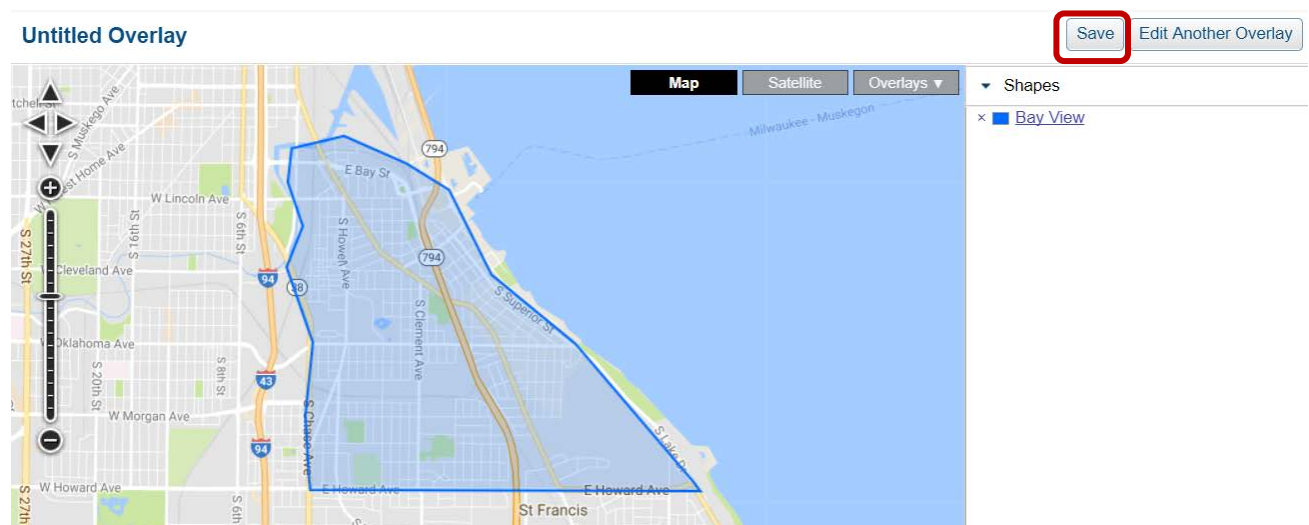 Untitled Overlay
Save
Edit Another Overlay
Map
Satellite
Overlays ▼
Shapes
× Bay View
Milwaukee - Muskegon
S Muskego Ave
794
E Bay St
W Lincoln Ave
S 6th St
S 16th St
S 27th St
S Howell Ave
794
Cleveland Ave
94
38
S Superior St
S Clement Ave
Oklahoma Ave
S 20th St
S 8th St
43
W Morgan Ave
94
S Chase Ave
S Lake Dr
W Howard Ave
E Howard Ave
E Howard Ave
S 27th
S 6th
St Francis